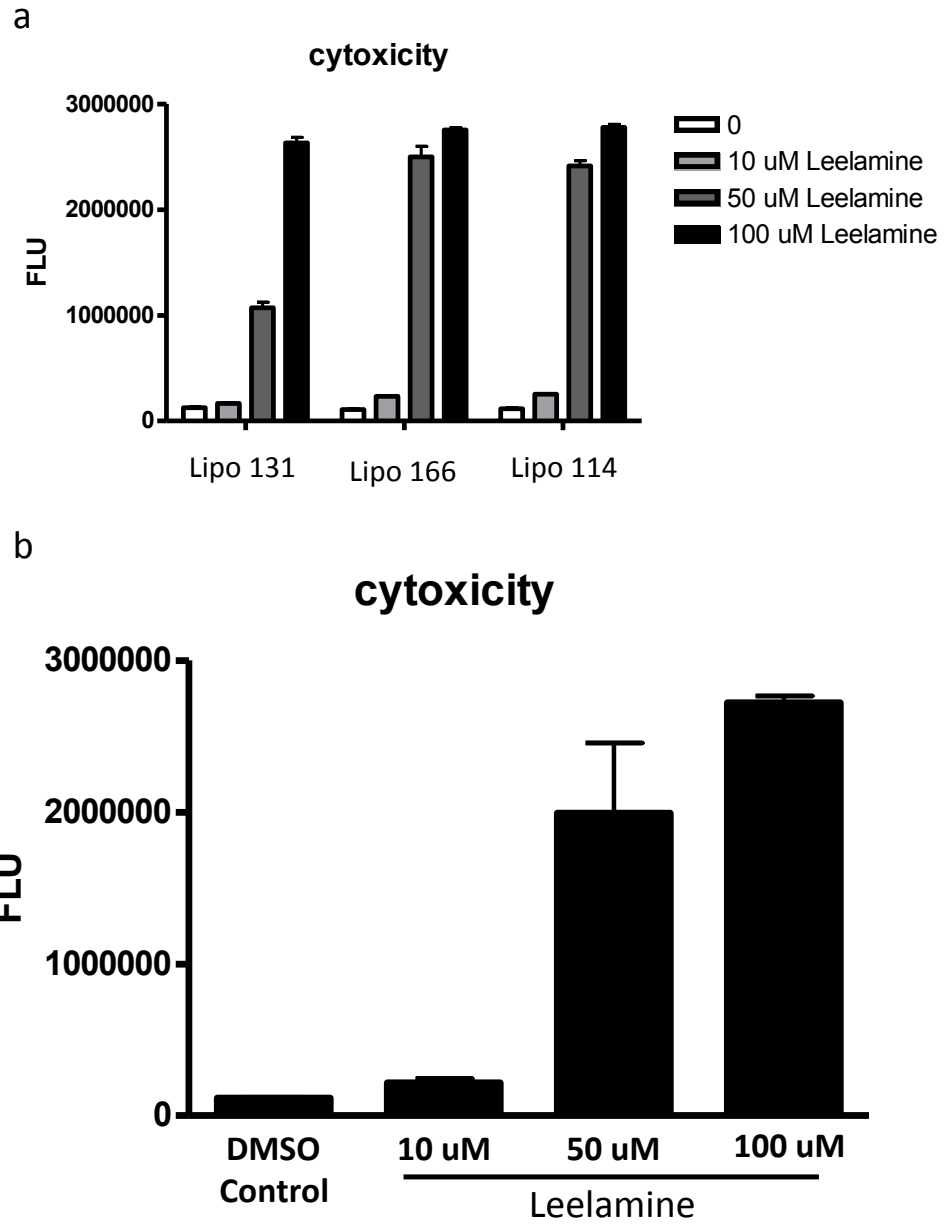 a
cytoxicity
3000000
2000000
1000000
0
FLU
0
10 uM Leelamine
50 uM Leelamine
100 uM Leelamine
Lipo 131
Lipo 166
Lipo 114
b
cytoxicity
3000000
2000000
1000000
0
FLU
DMSO Control
10 uM
50 uM
100 uM
Leelamine